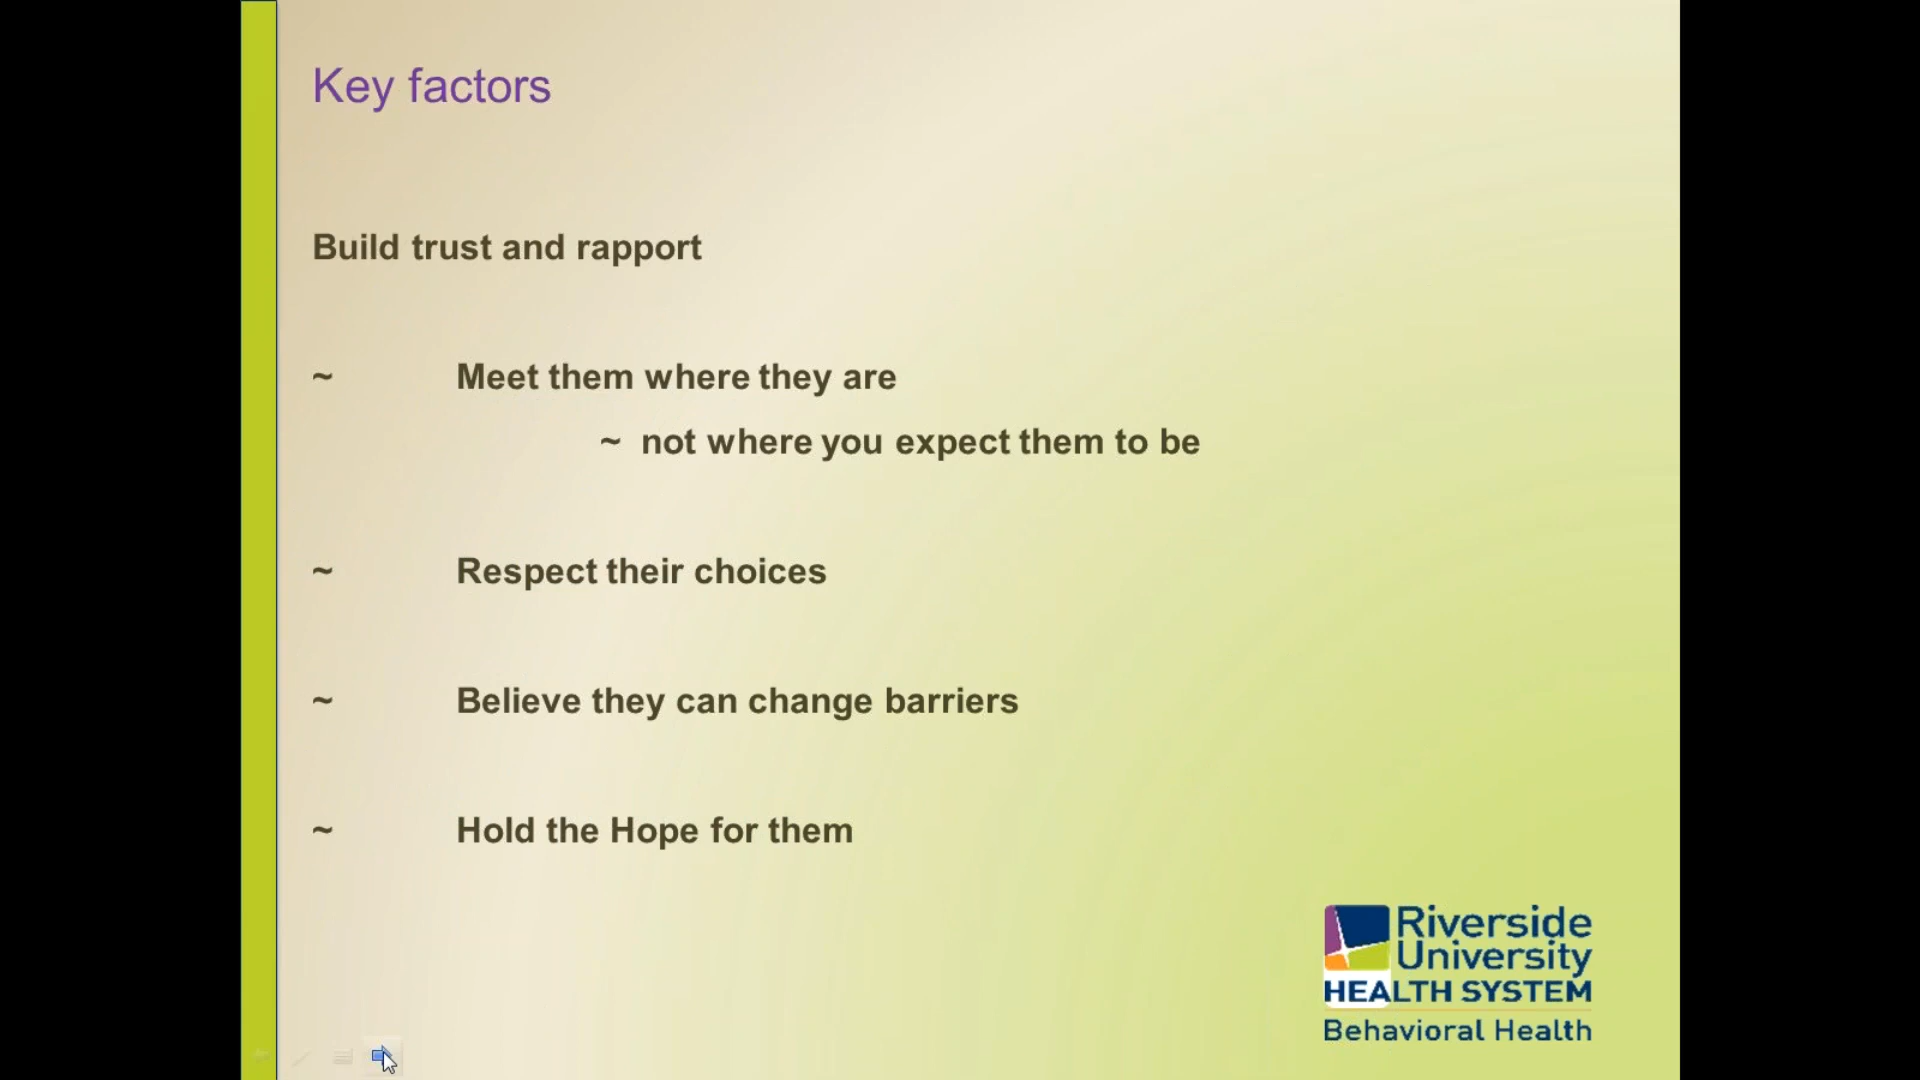 Key factors
Build trust and rapport
~ Meet them where they are
~ not where you expect them to be
~ Respect their choices
~ Believe they can change barriers
~ Hold the Hope for them
Riverside
University
HEALTH SYSTEM
Behavioral Health